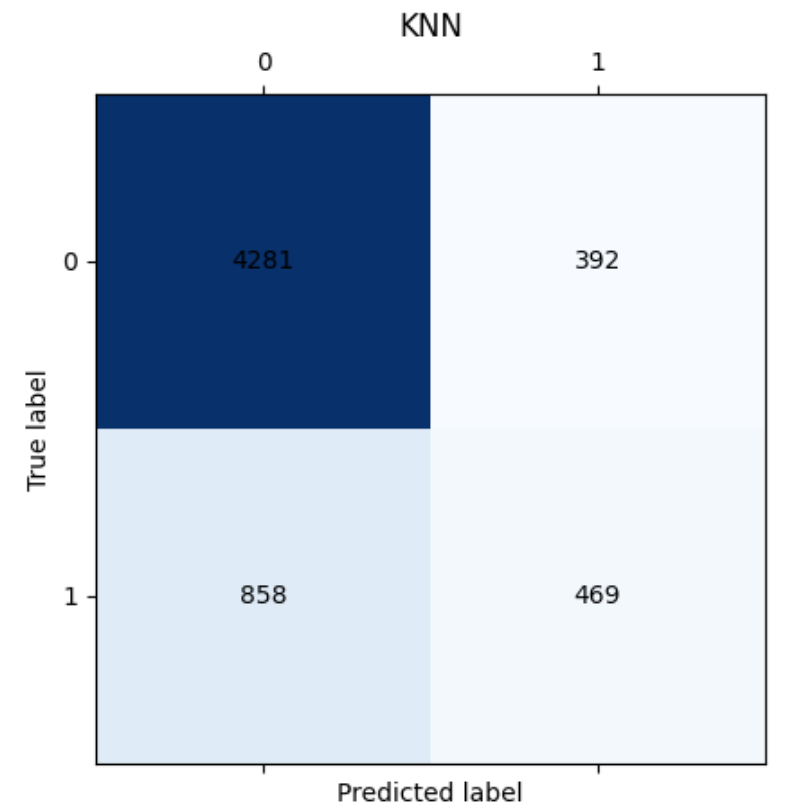 KNN
0 1
0 4281 392
True label
1 858 469
Predicted label